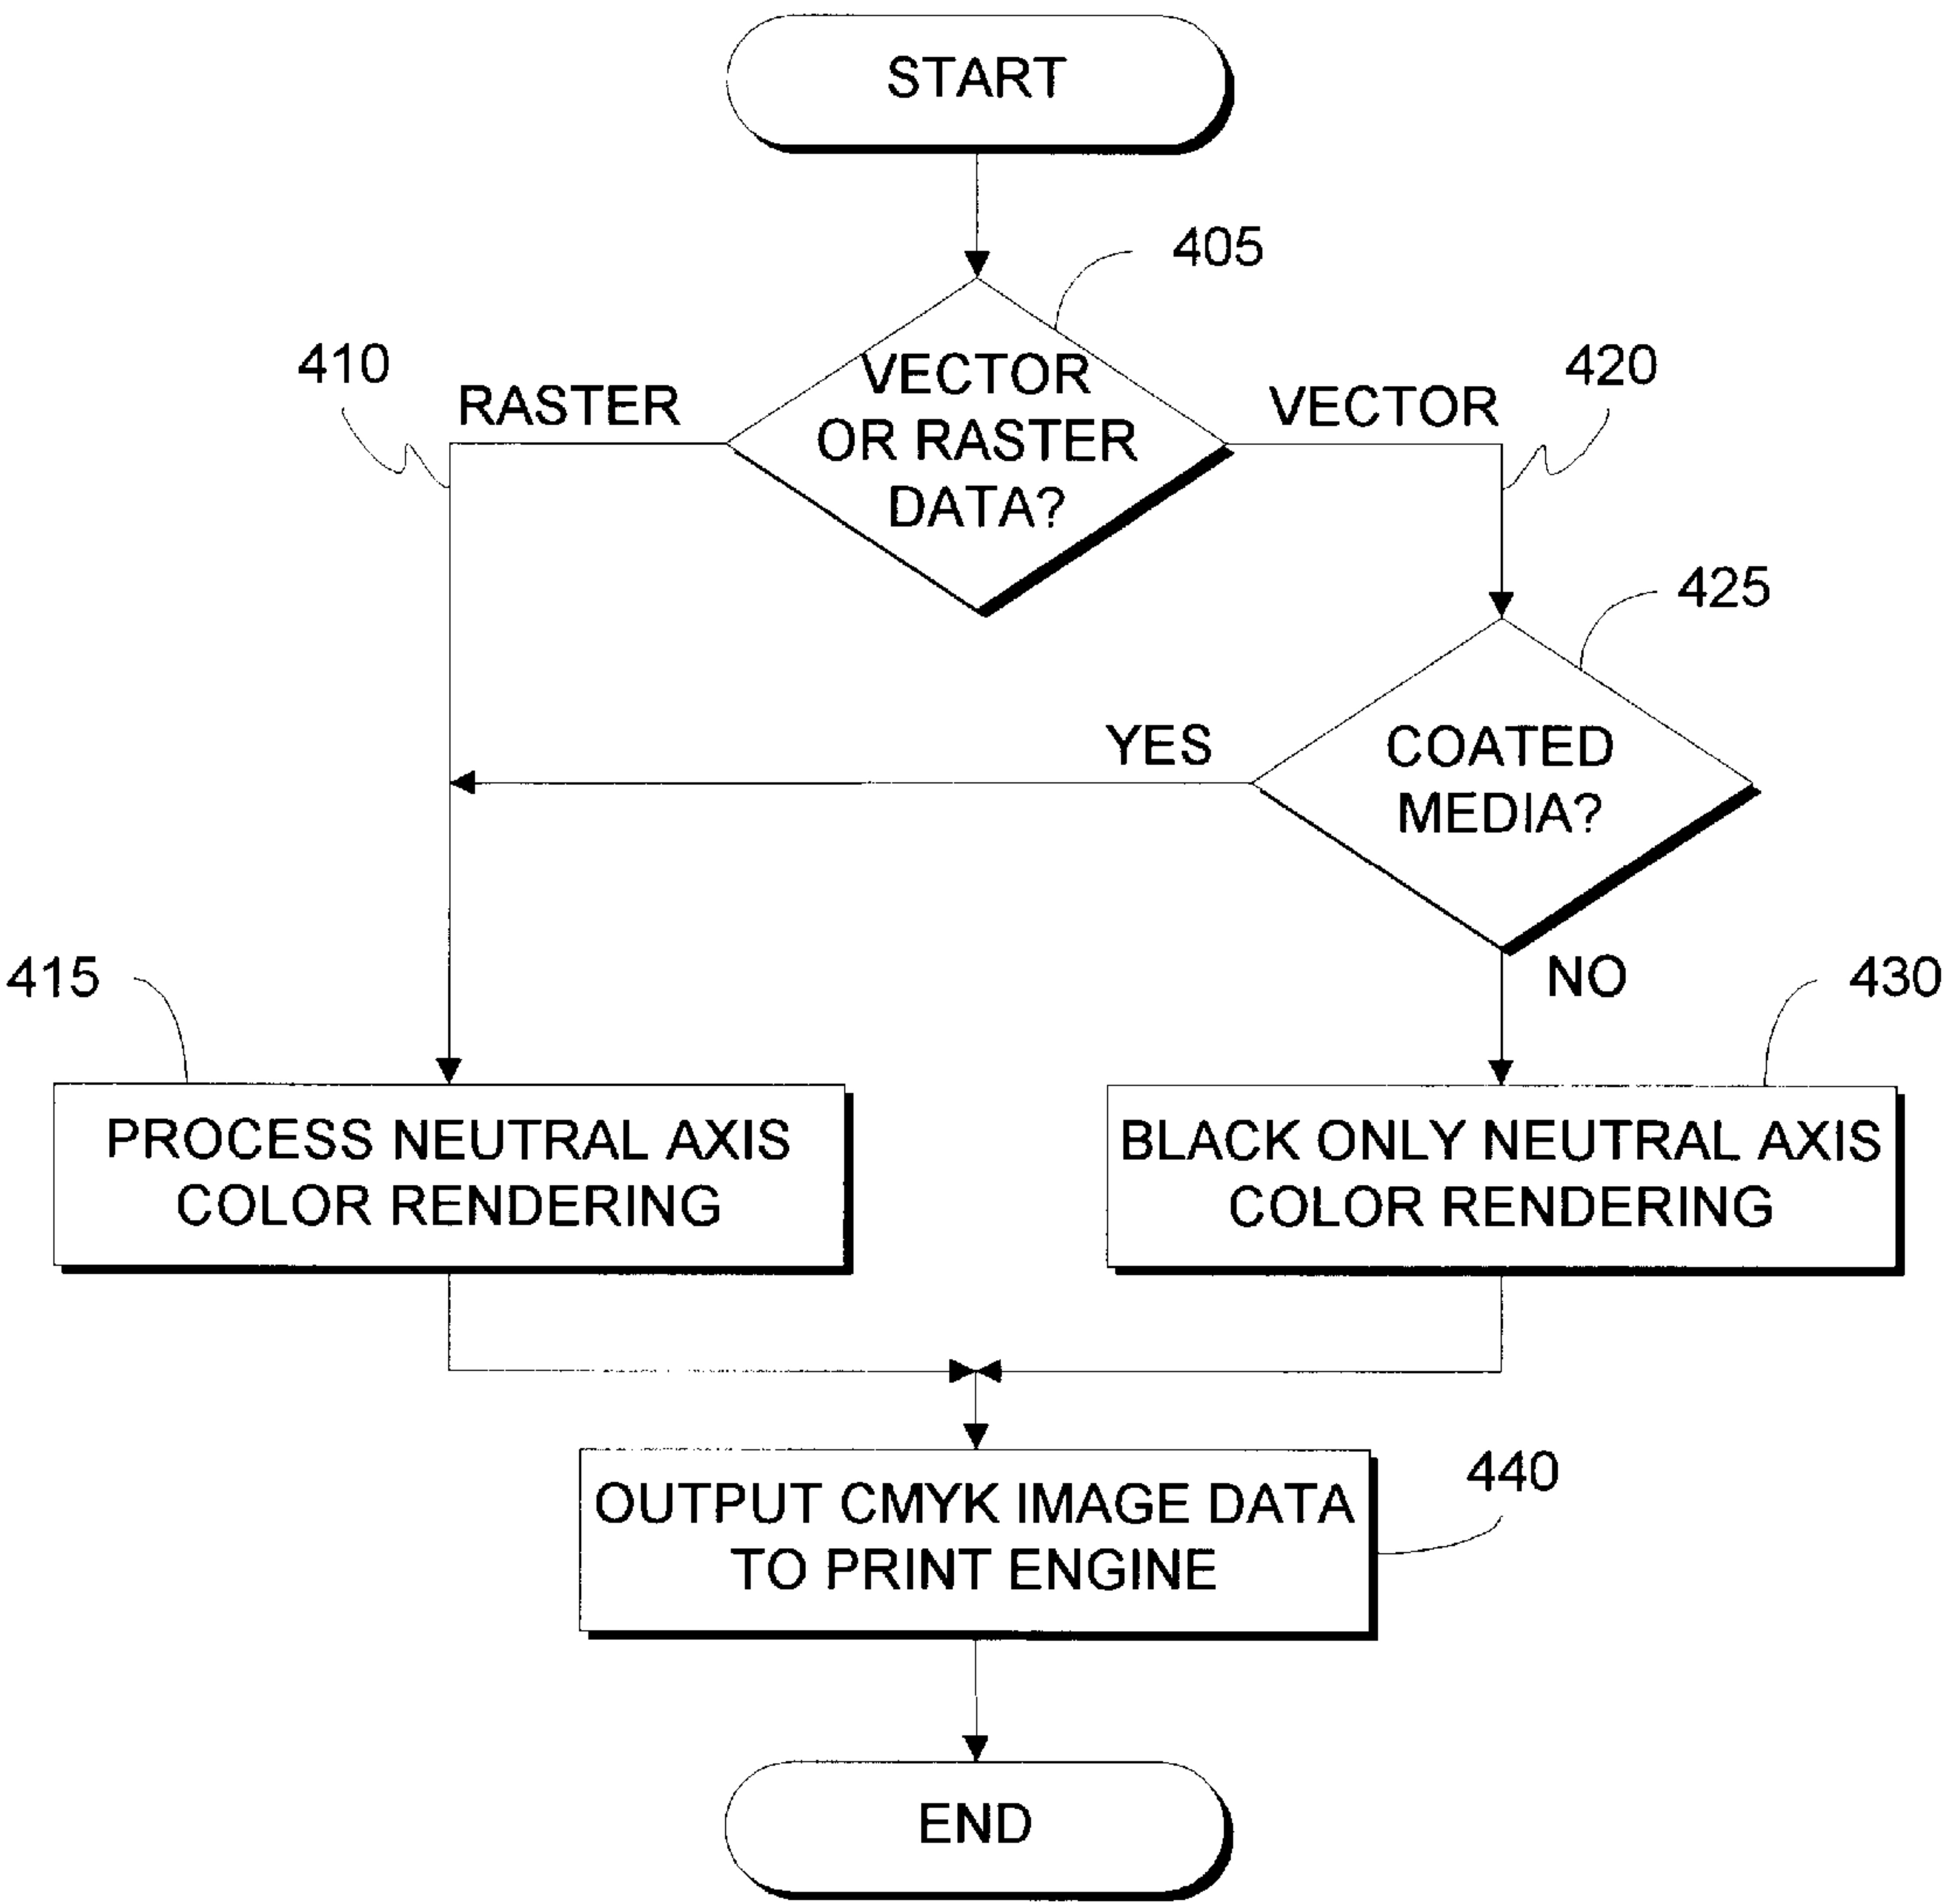 START
405
410
RASTER
VECTOR
OR RASTER
DATA?
VECTOR
420
425
YES
COATED
MEDIA?
NO
415
430
PROCESS NEUTRAL AXIS
COLOR RENDERING
BLACK ONLY NEUTRAL AXIS
COLOR RENDERING
OUTPUT CMYK IMAGE DATA
TO PRINT ENGINE
440
END